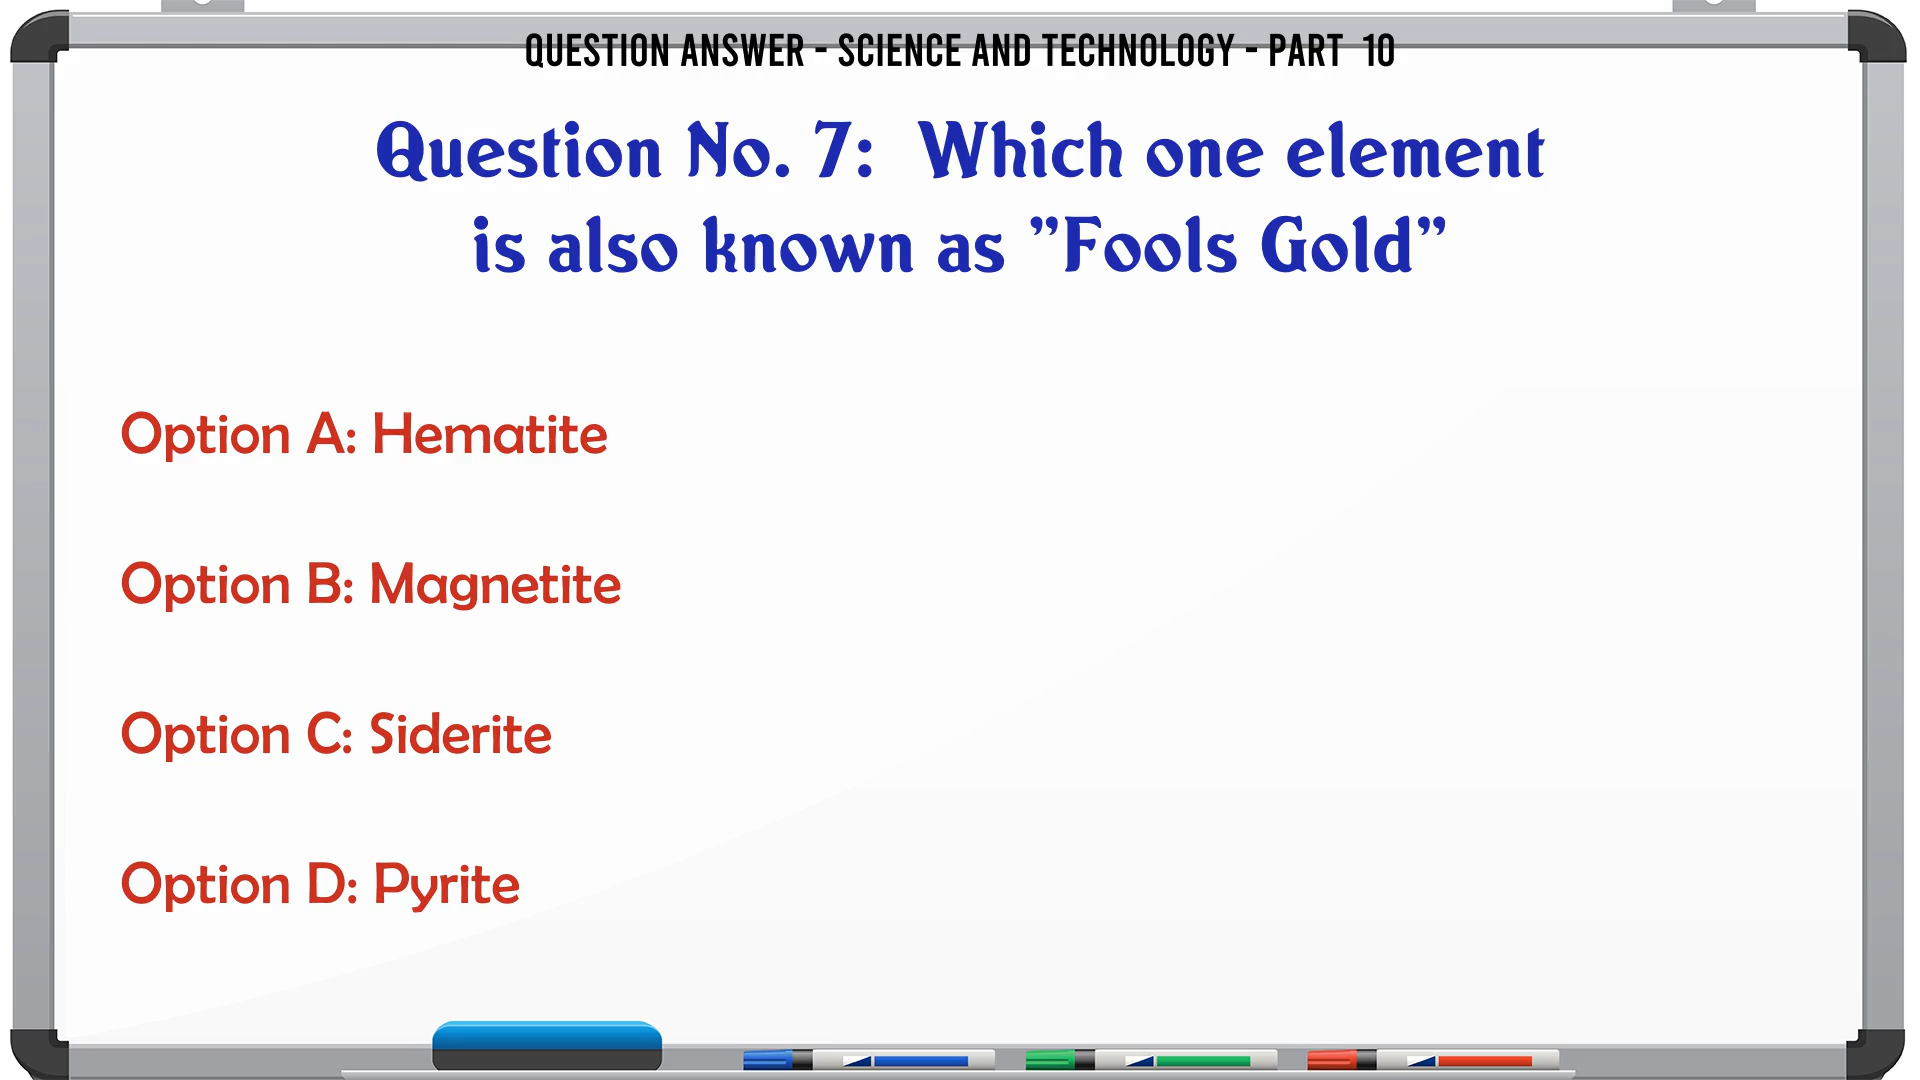 QUESTION ANSWER - SCIENCE AND TECHNOLOGY - PART 10
Question No. 7: Which one element
is also known as ”Fools Gold”
Option A: Hematite
Option B: Magnetite
Option C: Siderite
Option D: Pyrite